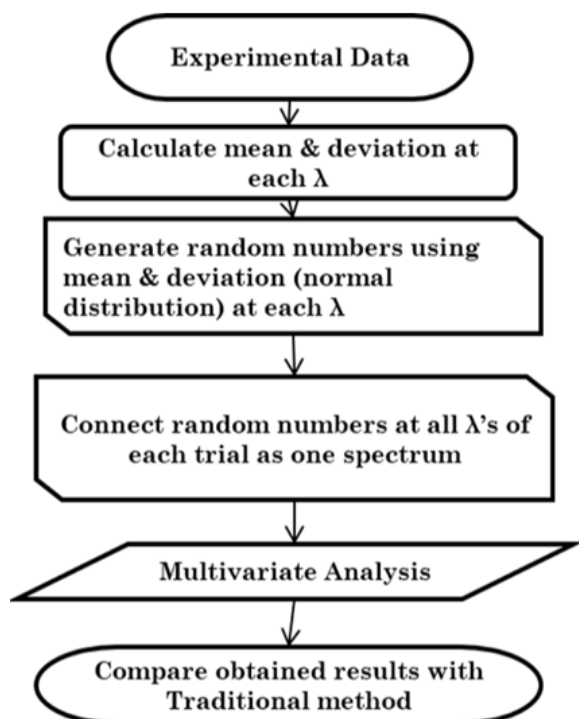 Experimental Data
Calculate mean & deviation at
each λ
Generate random numbers using
mean & deviation (normal
distribution) at each λ
Connect random numbers at all λ's of
each trial as one spectrum
Multivariate Analysis
Compare obtained results with
Traditional method